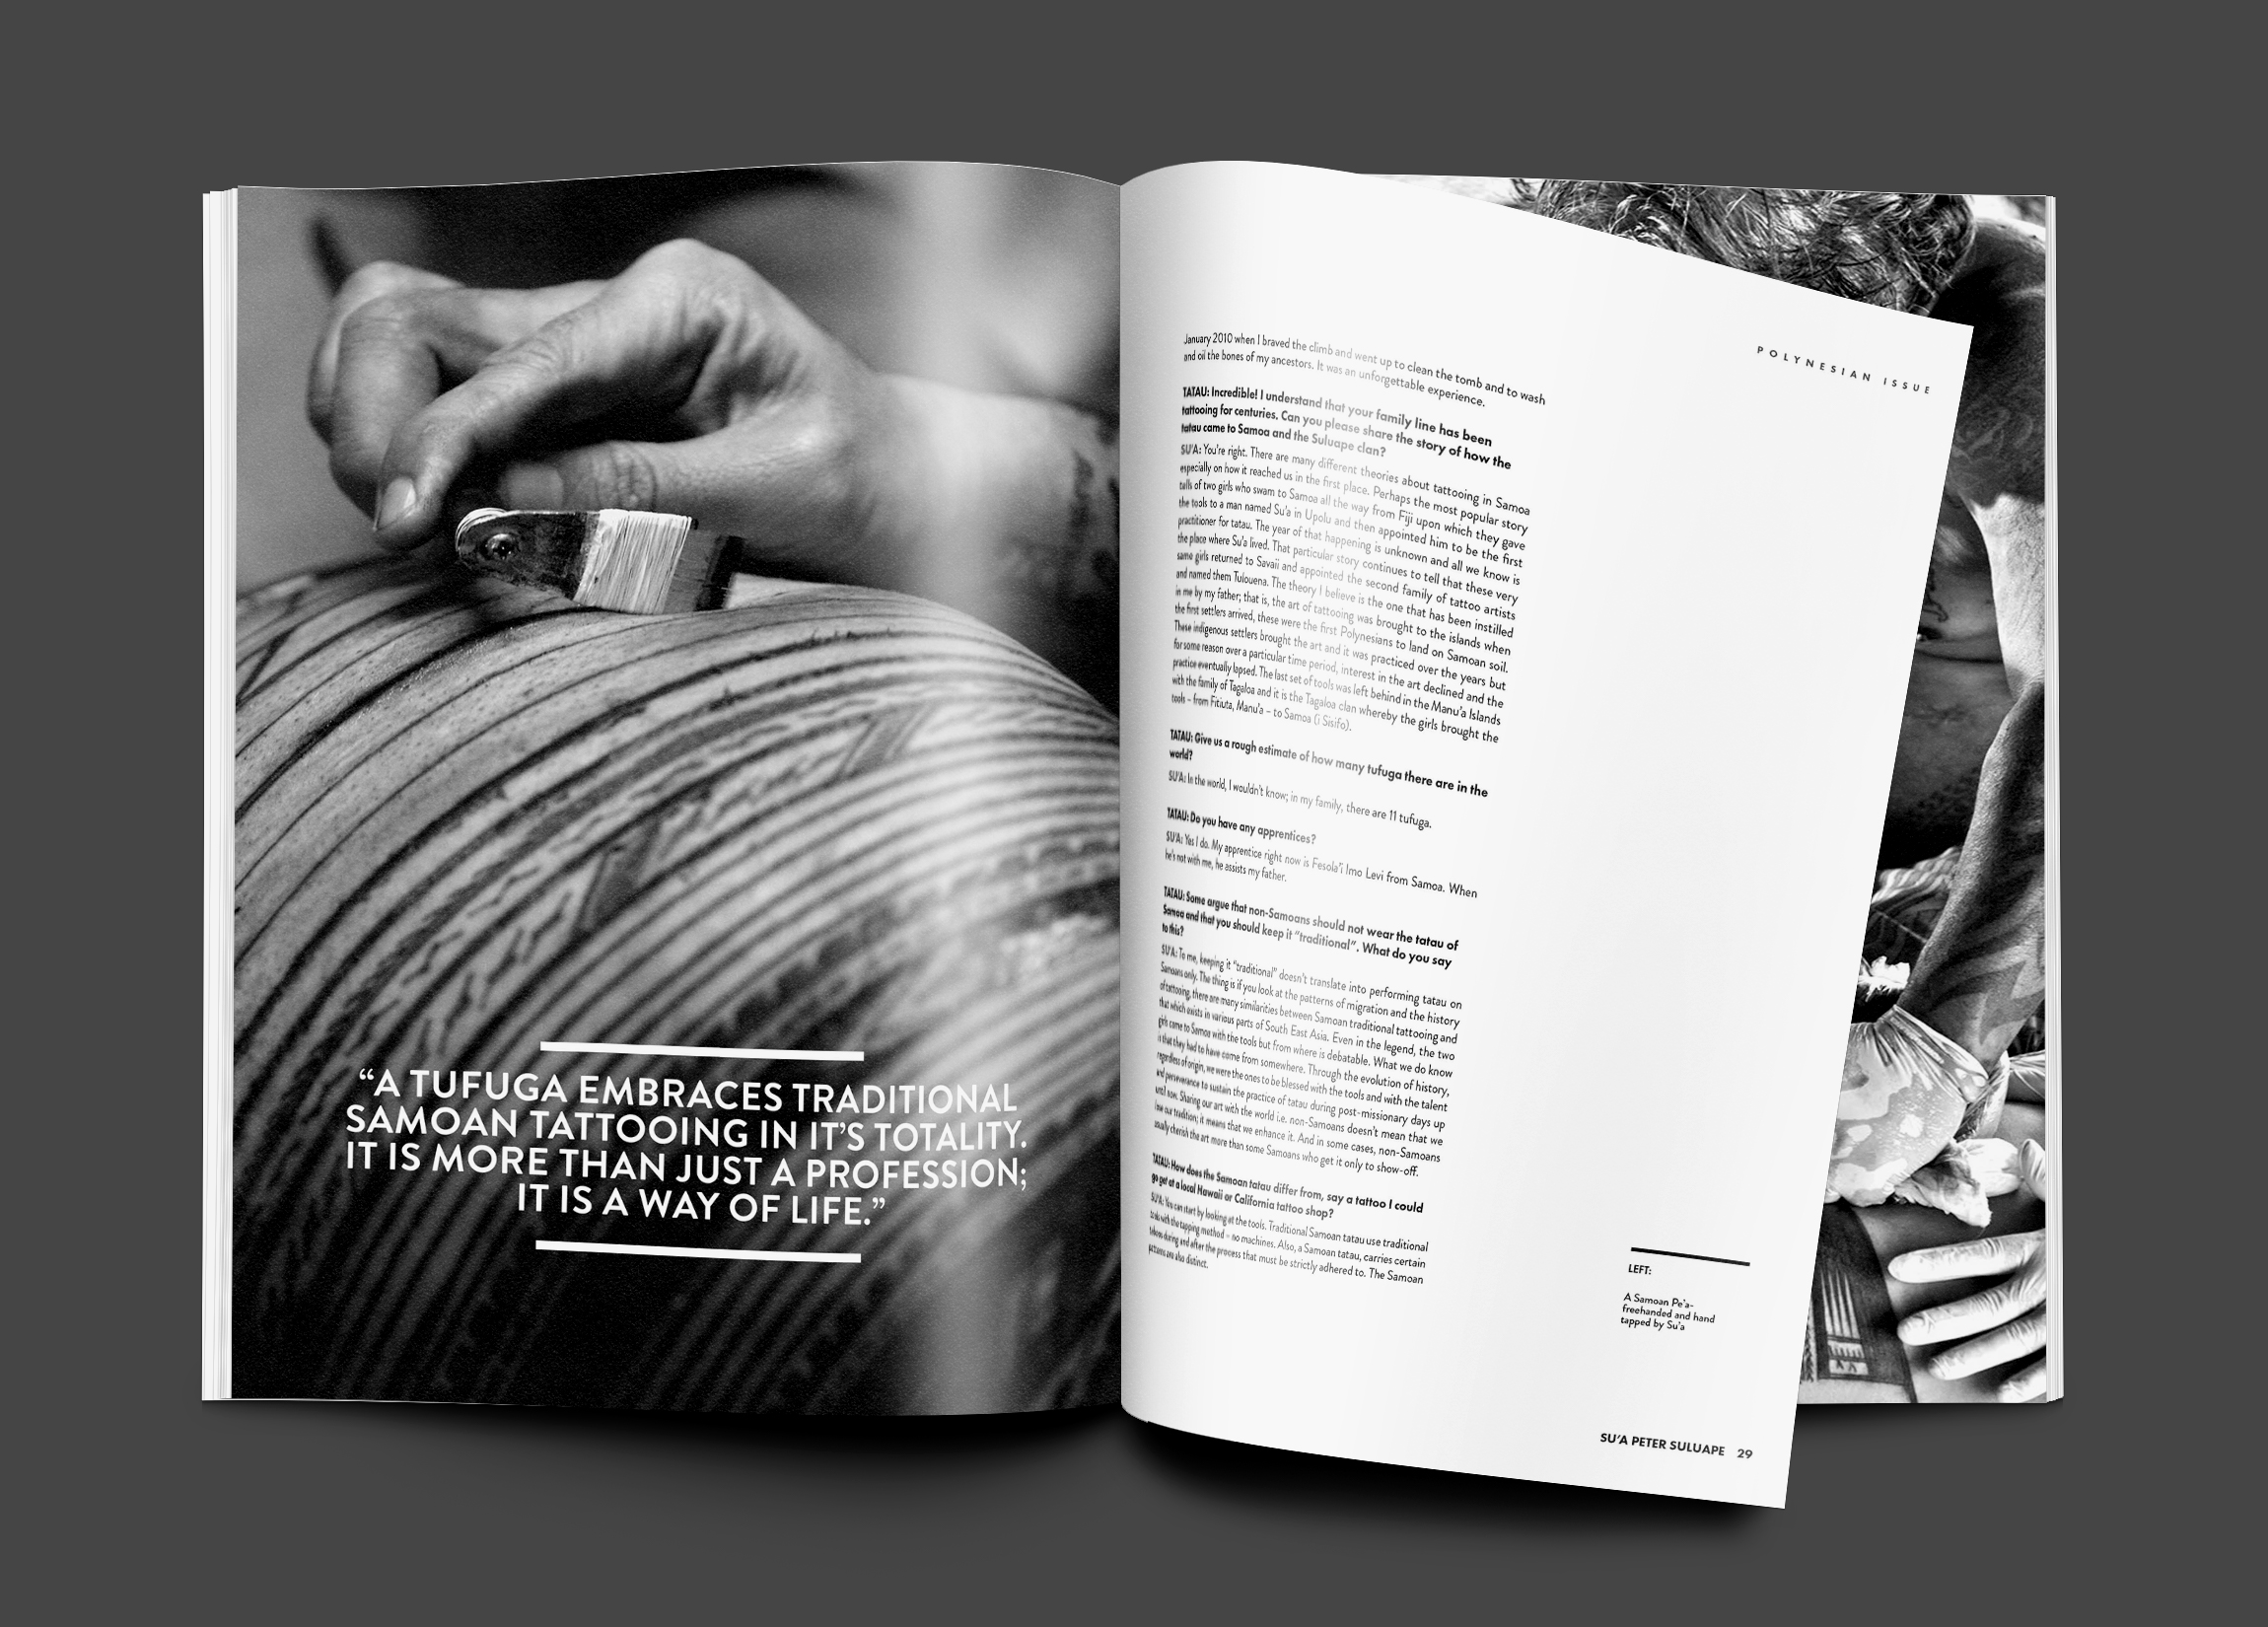 “A TUFUGA EMBRACES TRADITIONAL
SAMOAN TATTOOING IN IT’S TOTALITY.
IT IS MORE THAN JUST A PROFESSION;
IT IS A WAY OF LIFE.”
POLYNESIAN ISSUE
January 2010 when I braved the climb and went up to clean the tomb and to wash
and oil the bones of my ancestors. It was an unforgettable experience.
TATAU: Incredible! I understand that your family line has been
tattooing for centuries. Can you please share the story of how the
tatau came to Samoa and the Suluape clan?
SU’A: You’re right. There are many different theories about tattooing in Samoa
especially on how it reached us in the first place. Perhaps the most popular story
tells of two girls who swam to Samoa all the way from Fiji upon which they gave
the tools to a man named Su’a in Upolu and then appointed him to be the first
practitioner for tatau. The year of that happening is unknown and all we know is
the place where Su’a lived. That particular story continues to tell that these very
same girls returned to Savaii and appointed the second family of tattoo artists
and named them Tulouena. The theory I believe is the one that has been instilled
in me by my father; that is, the art of tattooing was brought to the islands when
the first settlers arrived, these were the first Polynesians to land on Samoan soil.
These indigenous settlers brought the art and it was practiced over the years but
for some reason over a particular time period, interest in the art declined and the
practice eventually lapsed. The last set of tools was left behind in the Manu’a Islands
with the family of Tagaloa and it is the Tagaloa clan whereby the girls brought the
tools – from Fitiuta, Manu’a – to Samoa (i Sisifo).
TATAU: Give us a rough estimate of how many tufuga there are in the
world?
SU’A: In the world, I wouldn’t know; in my family, there are 11 tufuga.
TATAU: Do you have any apprentices?
SU’A: Yes I do. My apprentice right now is Fesola’i Imo Levi from Samoa. When
he’s not with me, he assists my father.
TATAU: Some argue that non-Samoans should not wear the tatau of
Samoa and that you should keep it “traditional”. What do you say
to this?
SU’A: To me, keeping it “traditional” doesn’t translate into performing tatau on
Samoans only. The thing is if you look at the patterns of migration and the history
of tattooing, there are many similarities between Samoan traditional tattooing and
that which exists in various parts of South East Asia. Even in the legend, the two
girls came to Samoa with the tools but from where is debatable. What we do know
is that they had to have come from somewhere. Through the evolution of history,
regardless of origin, we were the ones to be blessed with the tools and with the talent
and perseverance to sustain the practice of tatau during post-missionary days up
until now. Sharing our art with the world i.e. non-Samoans doesn’t mean that we
lose our tradition; it means that we enhance it. And in some cases, non-Samoans
usually cherish the art more than some Samoans who get it only to show-off.
TATAU: How does the Samoan tatau differ from, say a tattoo I could
go get at a local Hawaii or California tattoo shop?
SU’A: You can start by looking at the tools. Traditional Samoan tatau use traditional
tools with the tapping method – no machines. Also, a Samoan tatau, carries certain
taboos during and after the process that must be strictly adhered to. The Samoan
patterns are also distinct.
LEFT:
A Samoan Pe’a-
freehanded and hand
tapped by Su’a
SU’A PETER SULUAPE 29